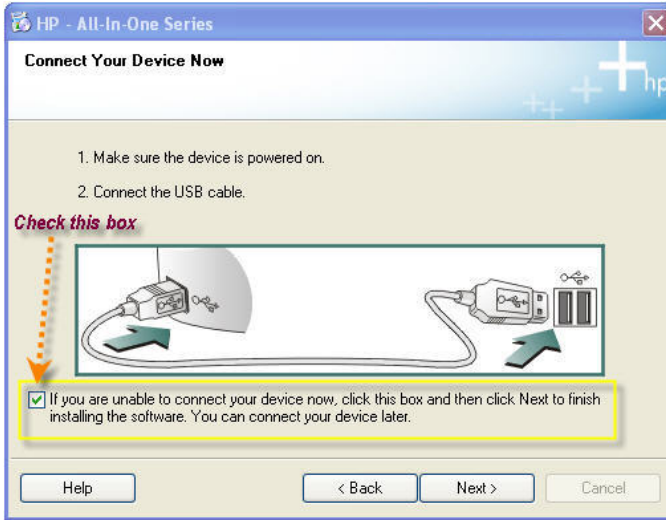 HP - All-In-One Series
Connect Your Device Now
hp
1. Make sure the device is powered on.
2. Connect the USB cable.
Check this box
If you are unable to connect your device now, click this box and then click Next to finish
installing the software. You can connect your device later.
Help
< Back
Next >
Cancel